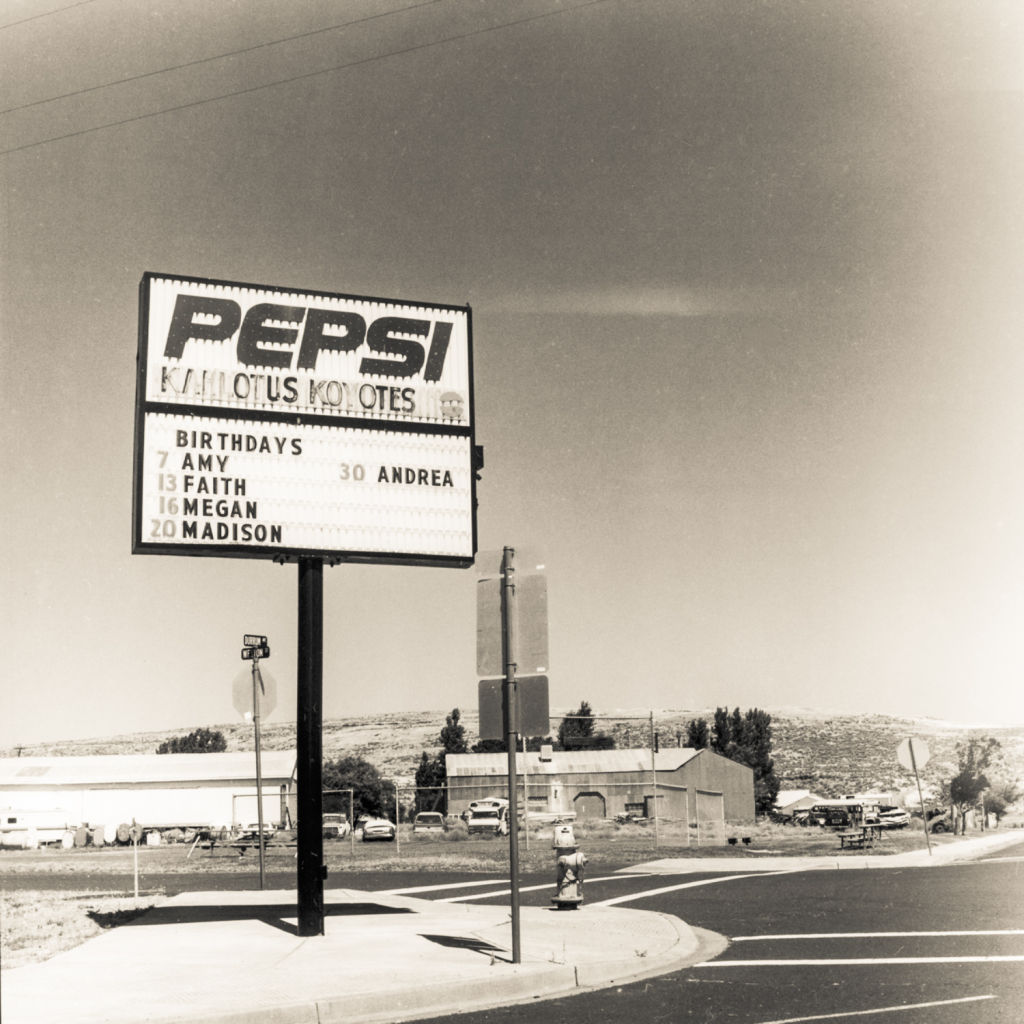 PEPSI
KAHLOTUS KOYOTES
BIRTHDAYS
7 AMY
30 ANDREA
13 FAITH
16 MEGAN
20 MADISON